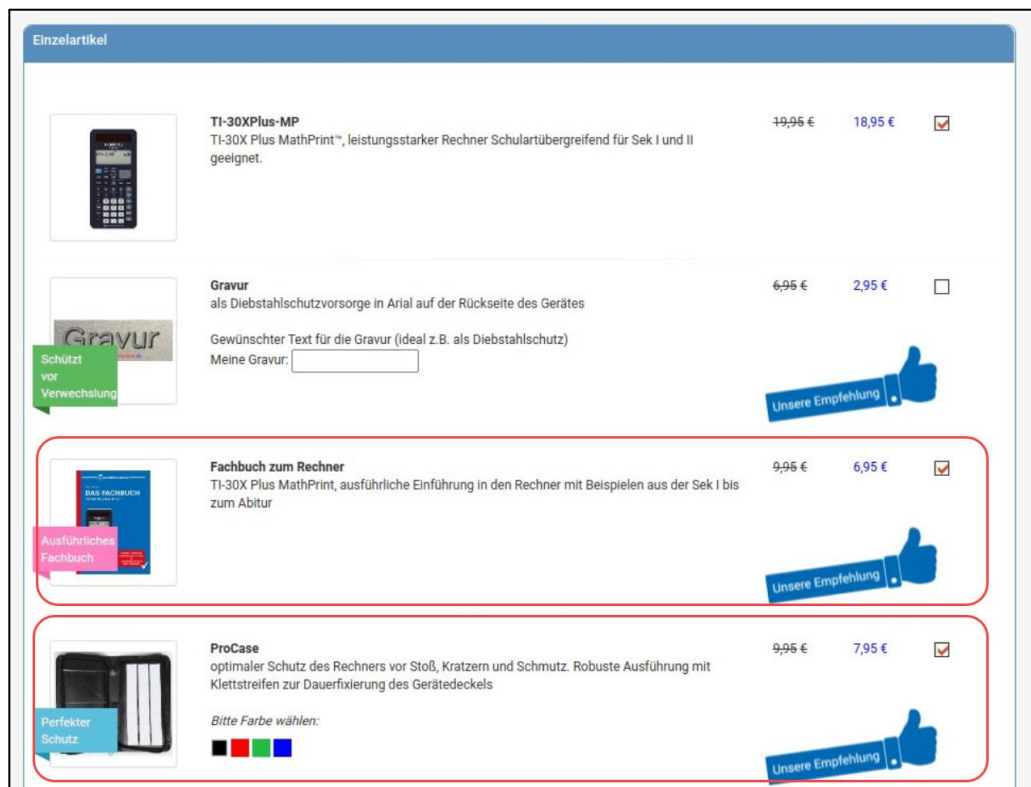 Einzelartikel
TI-30XPlus-MP
19,95 € 18,95 €
TI-30X Plus MathPrint™, leistungsstarker Rechner Schulartübergreifend für Sek I und II
geeignet.
Gravur
6,95 € 2,95 €
als Diebstahlschutzvorsorge in Arial auf der Rückseite des Gerätes
Gewünschter Text für die Gravur (ideal z.B. als Diebstahlschutz)
Meine Gravur:
Gravur
Schützt
vor
Verwechslung
Unsere Empfehlung
Fachbuch zum Rechner
9,95 € 6,95 €
TI-30X Plus MathPrint, ausführliche Einführung in den Rechner mit Beispielen aus der Sek I bis
zum Abitur
DAS FACHBUCH
Ausführliches
Fachbuch
Unsere Empfehlung
ProCase
9,95 € 7,95 €
optimaler Schutz des Rechners vor Stoß, Kratzern und Schmutz. Robuste Ausführung mit
Klettstreifen zur Dauerfixierung des Gerätedeckels
Bitte Farbe wählen:
Perfekter
Schutz
Unsere Empfehlung